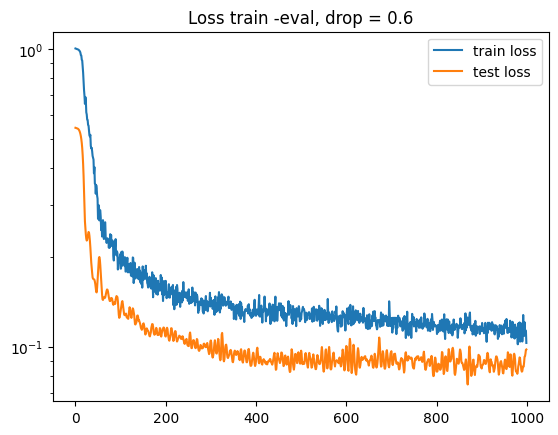 Loss train -eval, drop = 0.6
train loss
test loss
10⁰
10⁻¹
0 200 400 600 800 1000